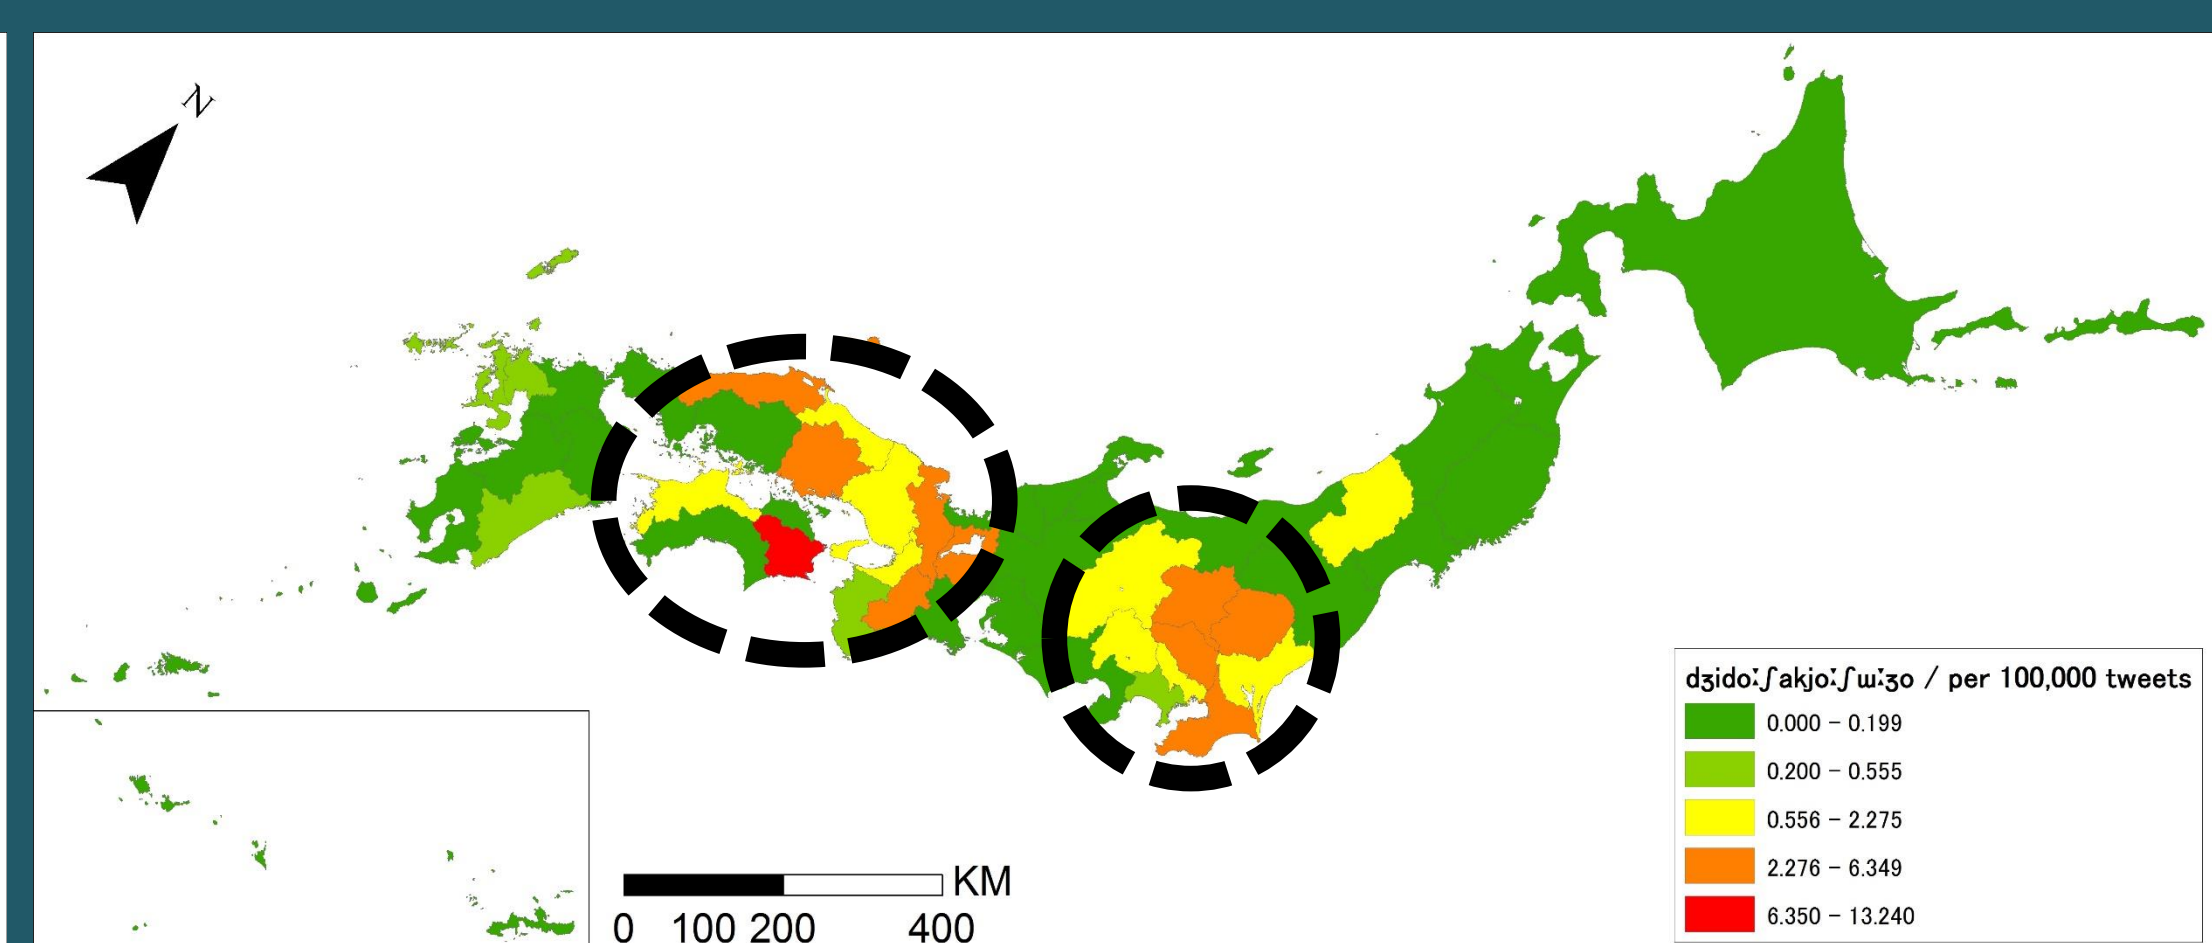 N
dʒidoːʃakjoːʃɯːʒo / per 100,000 tweets
0.000 – 0.199
0.200 – 0.555
0.556 – 2.275
2.276 – 6.349
6.350 – 13.240
KM
0 100 200 400